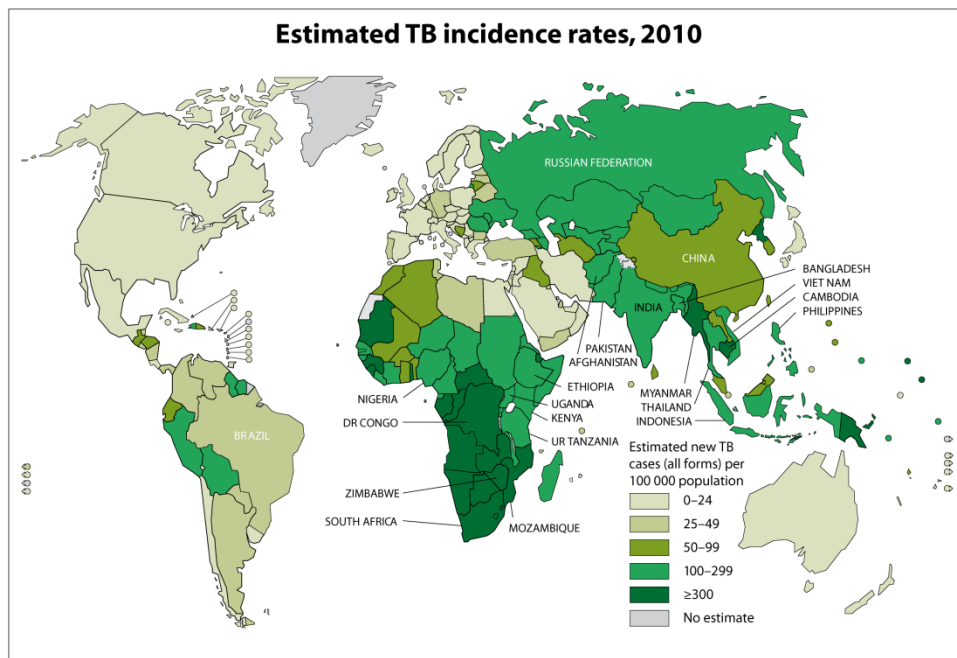 Estimated TB incidence rates, 2010
RUSSIAN FEDERATION
CHINA
BANGLADESH
VIET NAM
CAMBODIA
PHILIPPINES
INDIA
PAKISTAN
AFGHANISTAN
ETHIOPIA
NIGERIA
UGANDA
KENYA
MYANMAR
THAILAND
INDONESIA
DR CONGO
UR TANZANIA
BRAZIL
ZIMBABWE
SOUTH AFRICA
MOZAMBIQUE
Estimated new TB
cases (all forms) per
100 000 population
0–24
25–49
50–99
100–299
≥300
No estimate